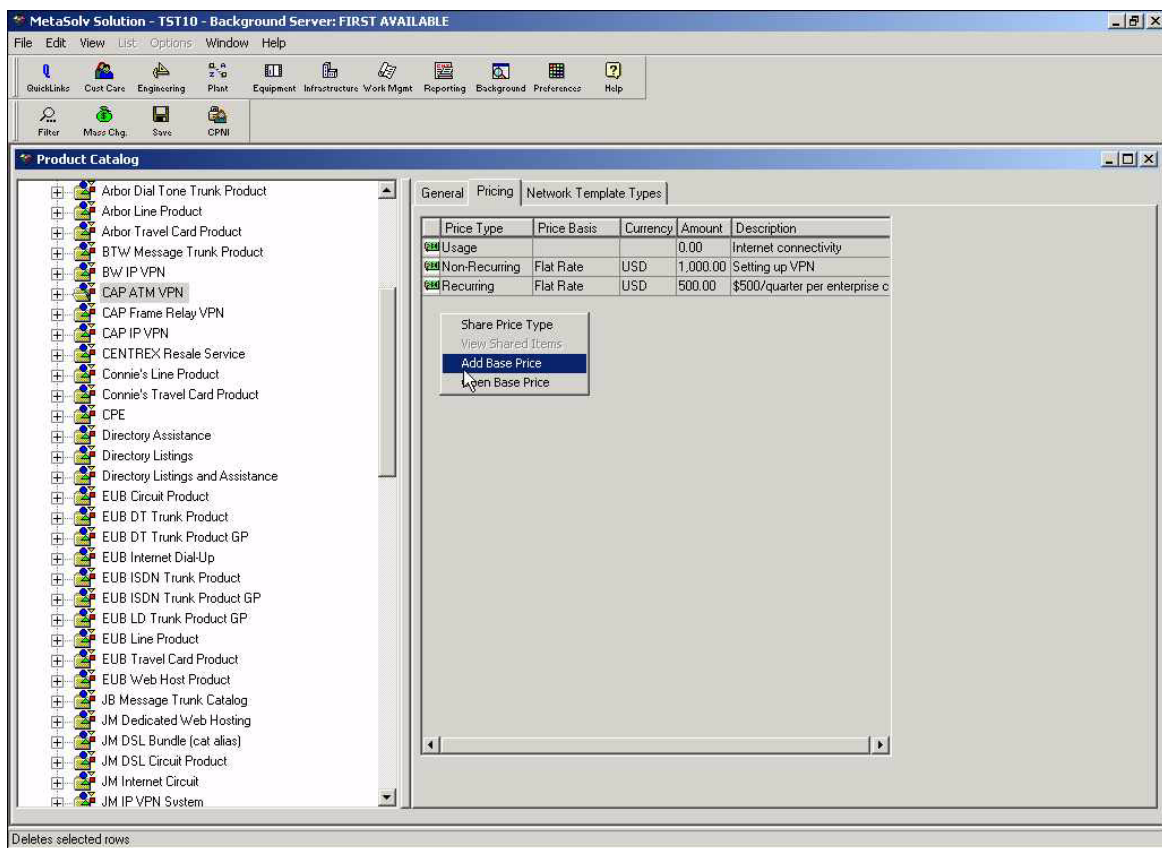 MetaSolv Solution - TST10 - Background Server: FIRST AVAILABLE
File Edit View List Options Window Help
QuickLinks Cust Care Engineering Plant Equipment Infrastructure Work Mgmt Reporting Background Preferences Help
Filter Mass Chg. Save CPNI
Product Catalog
Arbor Dial Tone Trunk Product
Arbor Line Product
Arbor Travel Card Product
BTW Message Trunk Product
BW IP VPN
CAP ATM VPN
CAP Frame Relay VPN
CAP IP VPN
CENTREX Resale Service
Connie's Line Product
Connie's Travel Card Product
CPE
Directory Assistance
Directory Listings
Directory Listings and Assistance
EUB Circuit Product
EUB DT Trunk Product
EUB DT Trunk Product GP
EUB Internet Dial-Up
EUB ISDN Trunk Product
EUB ISDN Trunk Product GP
EUB LD Trunk Product GP
EUB Line Product
EUB Travel Card Product
EUB Web Host Product
JB Message Trunk Catalog
JM Dedicated Web Hosting
JM DSL Bundle (cat alias)
JM DSL Circuit Product
JM Internet Circuit
JM IP VPN System
General Pricing Network Template Types
Price Type Price Basis Currency Amount Description
Usage 0.00 Internet connectivity
Non-Recurring Flat Rate USD 1,000.00 Setting up VPN
Recurring Flat Rate USD 500.00 $500/quarter per enterprise c
Share Price Type
View Shared Items
Add Base Price
Open Base Price
Deletes selected rows